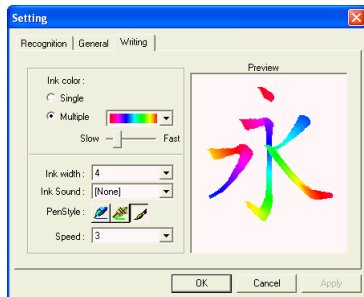 Setting
Recognition General Writing
Ink color :
Single
Multiple
Slow Fast
Ink width : 4
Ink Sound : [None]
PenStyle :
Speed : 3
Preview
永
OK Cancel Apply